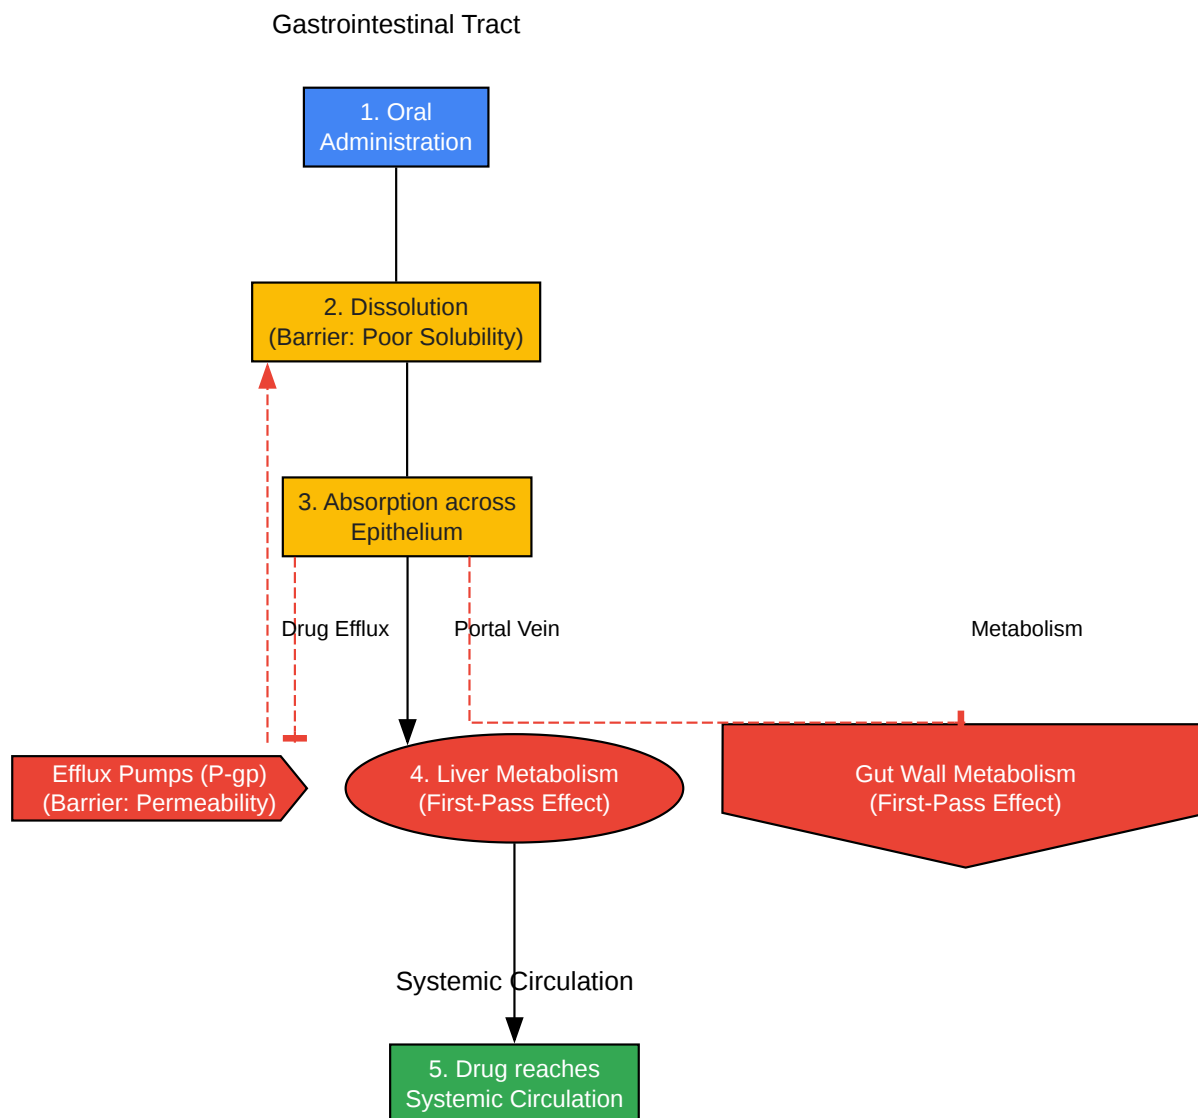 Gastrointestinal Tract
1. Oral
Administration
2. Dissolution
(Barrier: Poor Solubility)
3. Absorption across
Epithelium
Drug Efflux
Portal Vein
Metabolism
Efflux Pumps (P-gp)
(Barrier: Permeability)
4. Liver Metabolism
(First-Pass Effect)
Gut Wall Metabolism
(First-Pass Effect)
Systemic Circulation
5. Drug reaches
Systemic Circulation